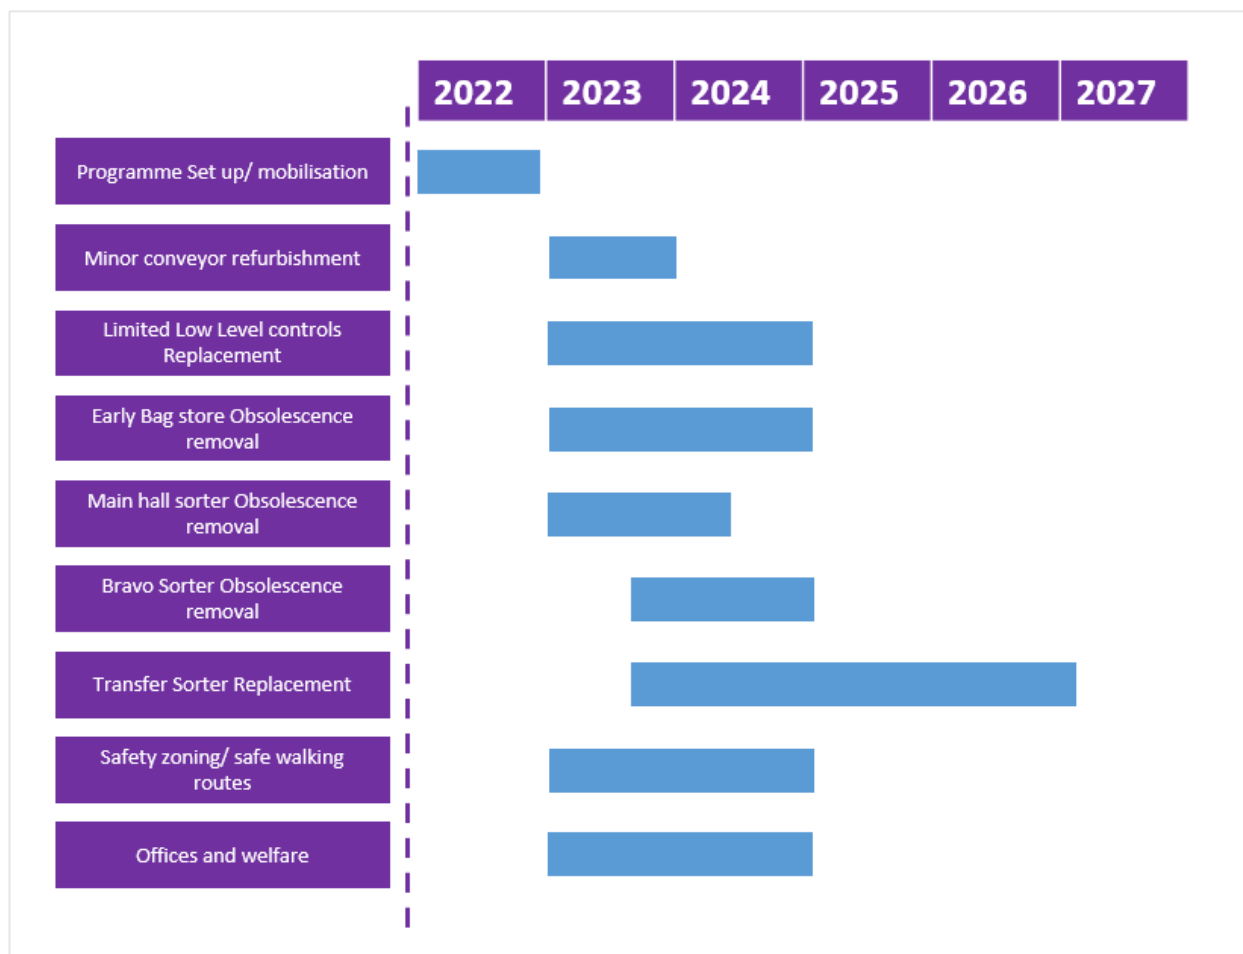 2022 2023 2024 2025 2026 2027
Programme Set up/ mobilisation
Minor conveyor refurbishment
Limited Low Level controls
Replacement
Early Bag store Obsolescence
removal
Main hall sorter Obsolescence
removal
Bravo Sorter Obsolescence
removal
Transfer Sorter Replacement
Safety zoning/ safe walking
routes
Offices and welfare